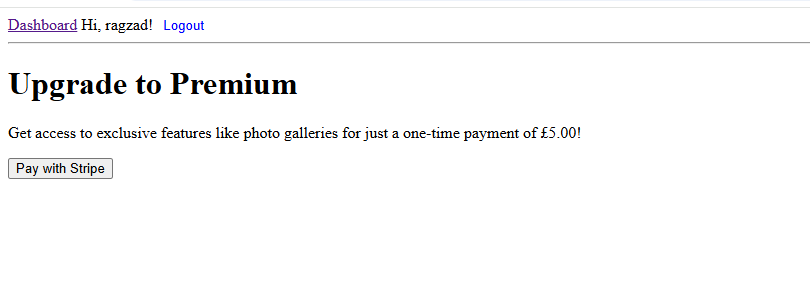 Dashboard Hi, ragzad! Logout
Upgrade to Premium
Get access to exclusive features like photo galleries for just a one-time payment of £5.00!
Pay with Stripe